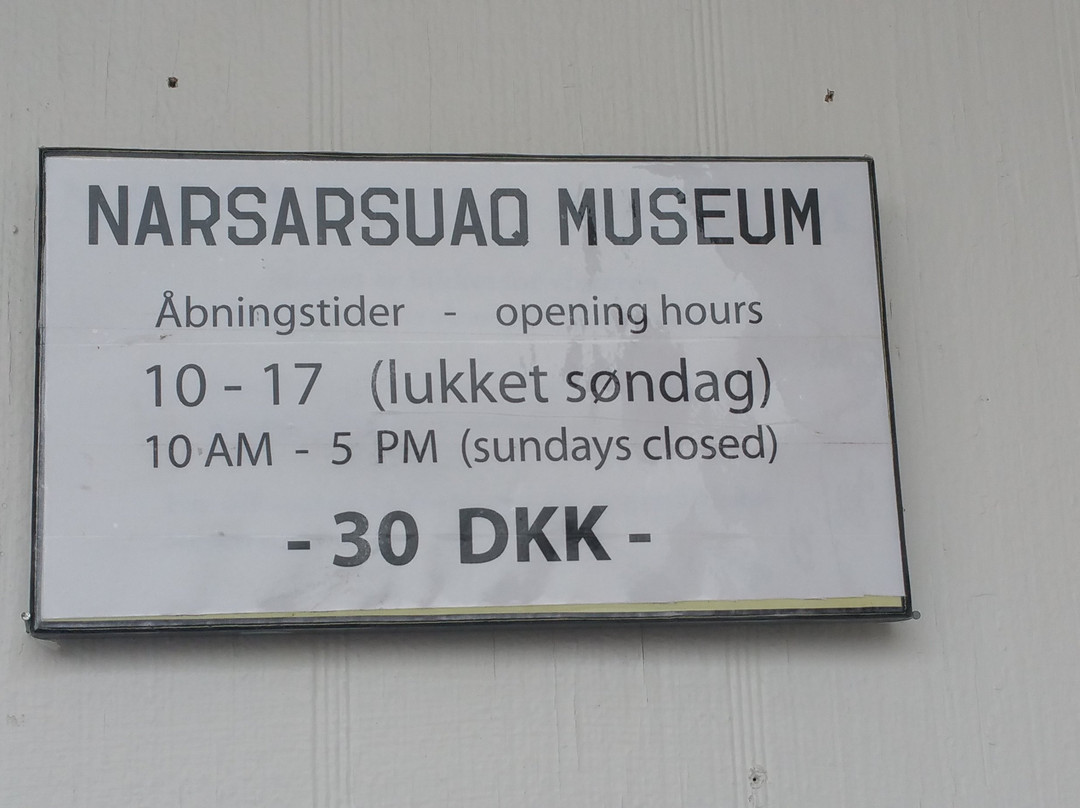 NARSARSUAQ MUSEUM
Åbningstider - opening hours
10 - 17 (lukket søndag)
10 AM - 5 PM (sundays closed)
- 30 DKK -